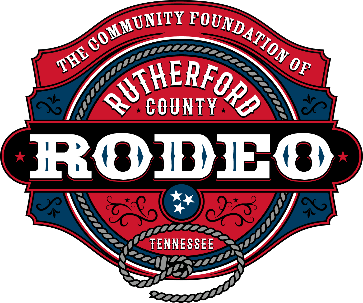 THE COMMUNITY FOUNDATION OF
RUTHERFORD
COUNTY
RODEO
TENNESSEE